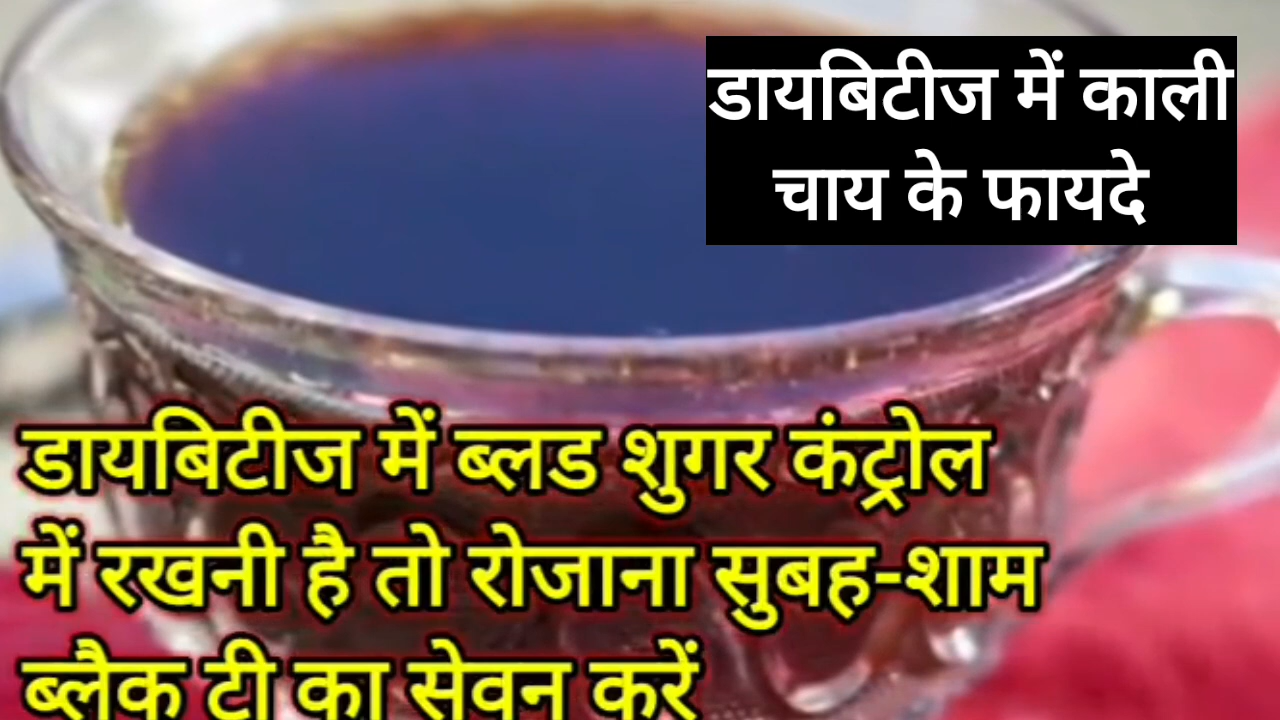 डायबिटीज में काली
चाय के फायदे
डायबिटीज में ब्लड शुगर कंट्रोल
में रखनी है तो रोजाना सुबह-शाम
ब्लैक टी का सेवन करें